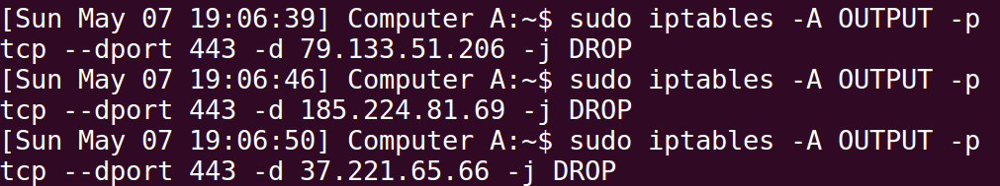 [Sun May 07 19:06:39] Computer A:~$ sudo iptables -A OUTPUT -p
tcp --dport 443 -d 79.133.51.206 -j DROP
[Sun May 07 19:06:46] Computer A:~$ sudo iptables -A OUTPUT -p
tcp --dport 443 -d 185.224.81.69 -j DROP
[Sun May 07 19:06:50] Computer A:~$ sudo iptables -A OUTPUT -p
tcp --dport 443 -d 37.221.65.66 -j DROP